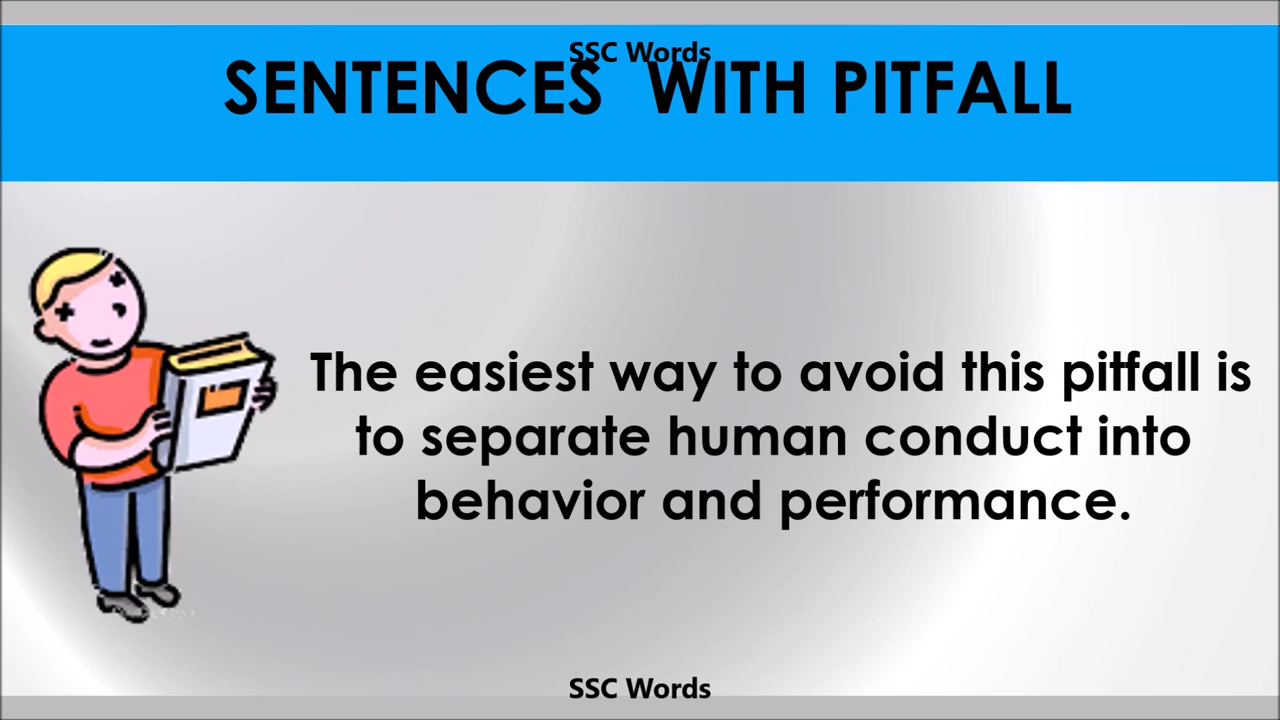 SSC Words
SENTENCES WITH PITFALL
The easiest way to avoid this pitfall is
to separate human conduct into
behavior and performance.
SSC Words